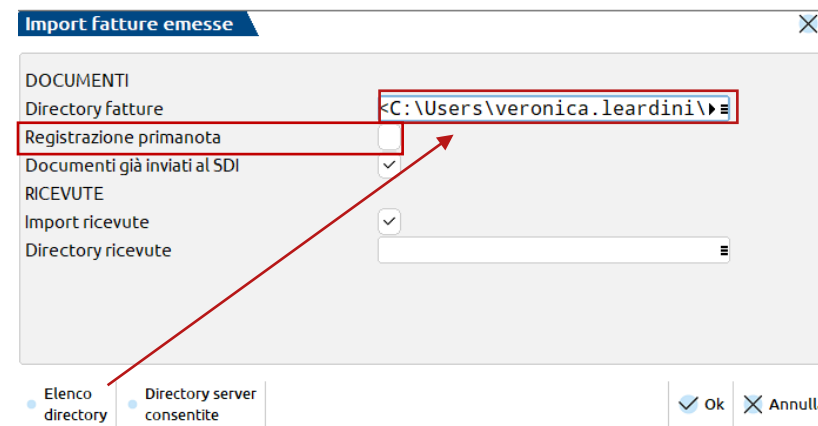 Import fatture emesse
DOCUMENTI
Directory fatture <C:\Users\veronica.leardini\
Registrazione primanota
Documenti già inviati al SDI
RICEVUTE
Import ricevute
Directory ricevute
Elenco directory
Directory server consentite
Ok
Annulla